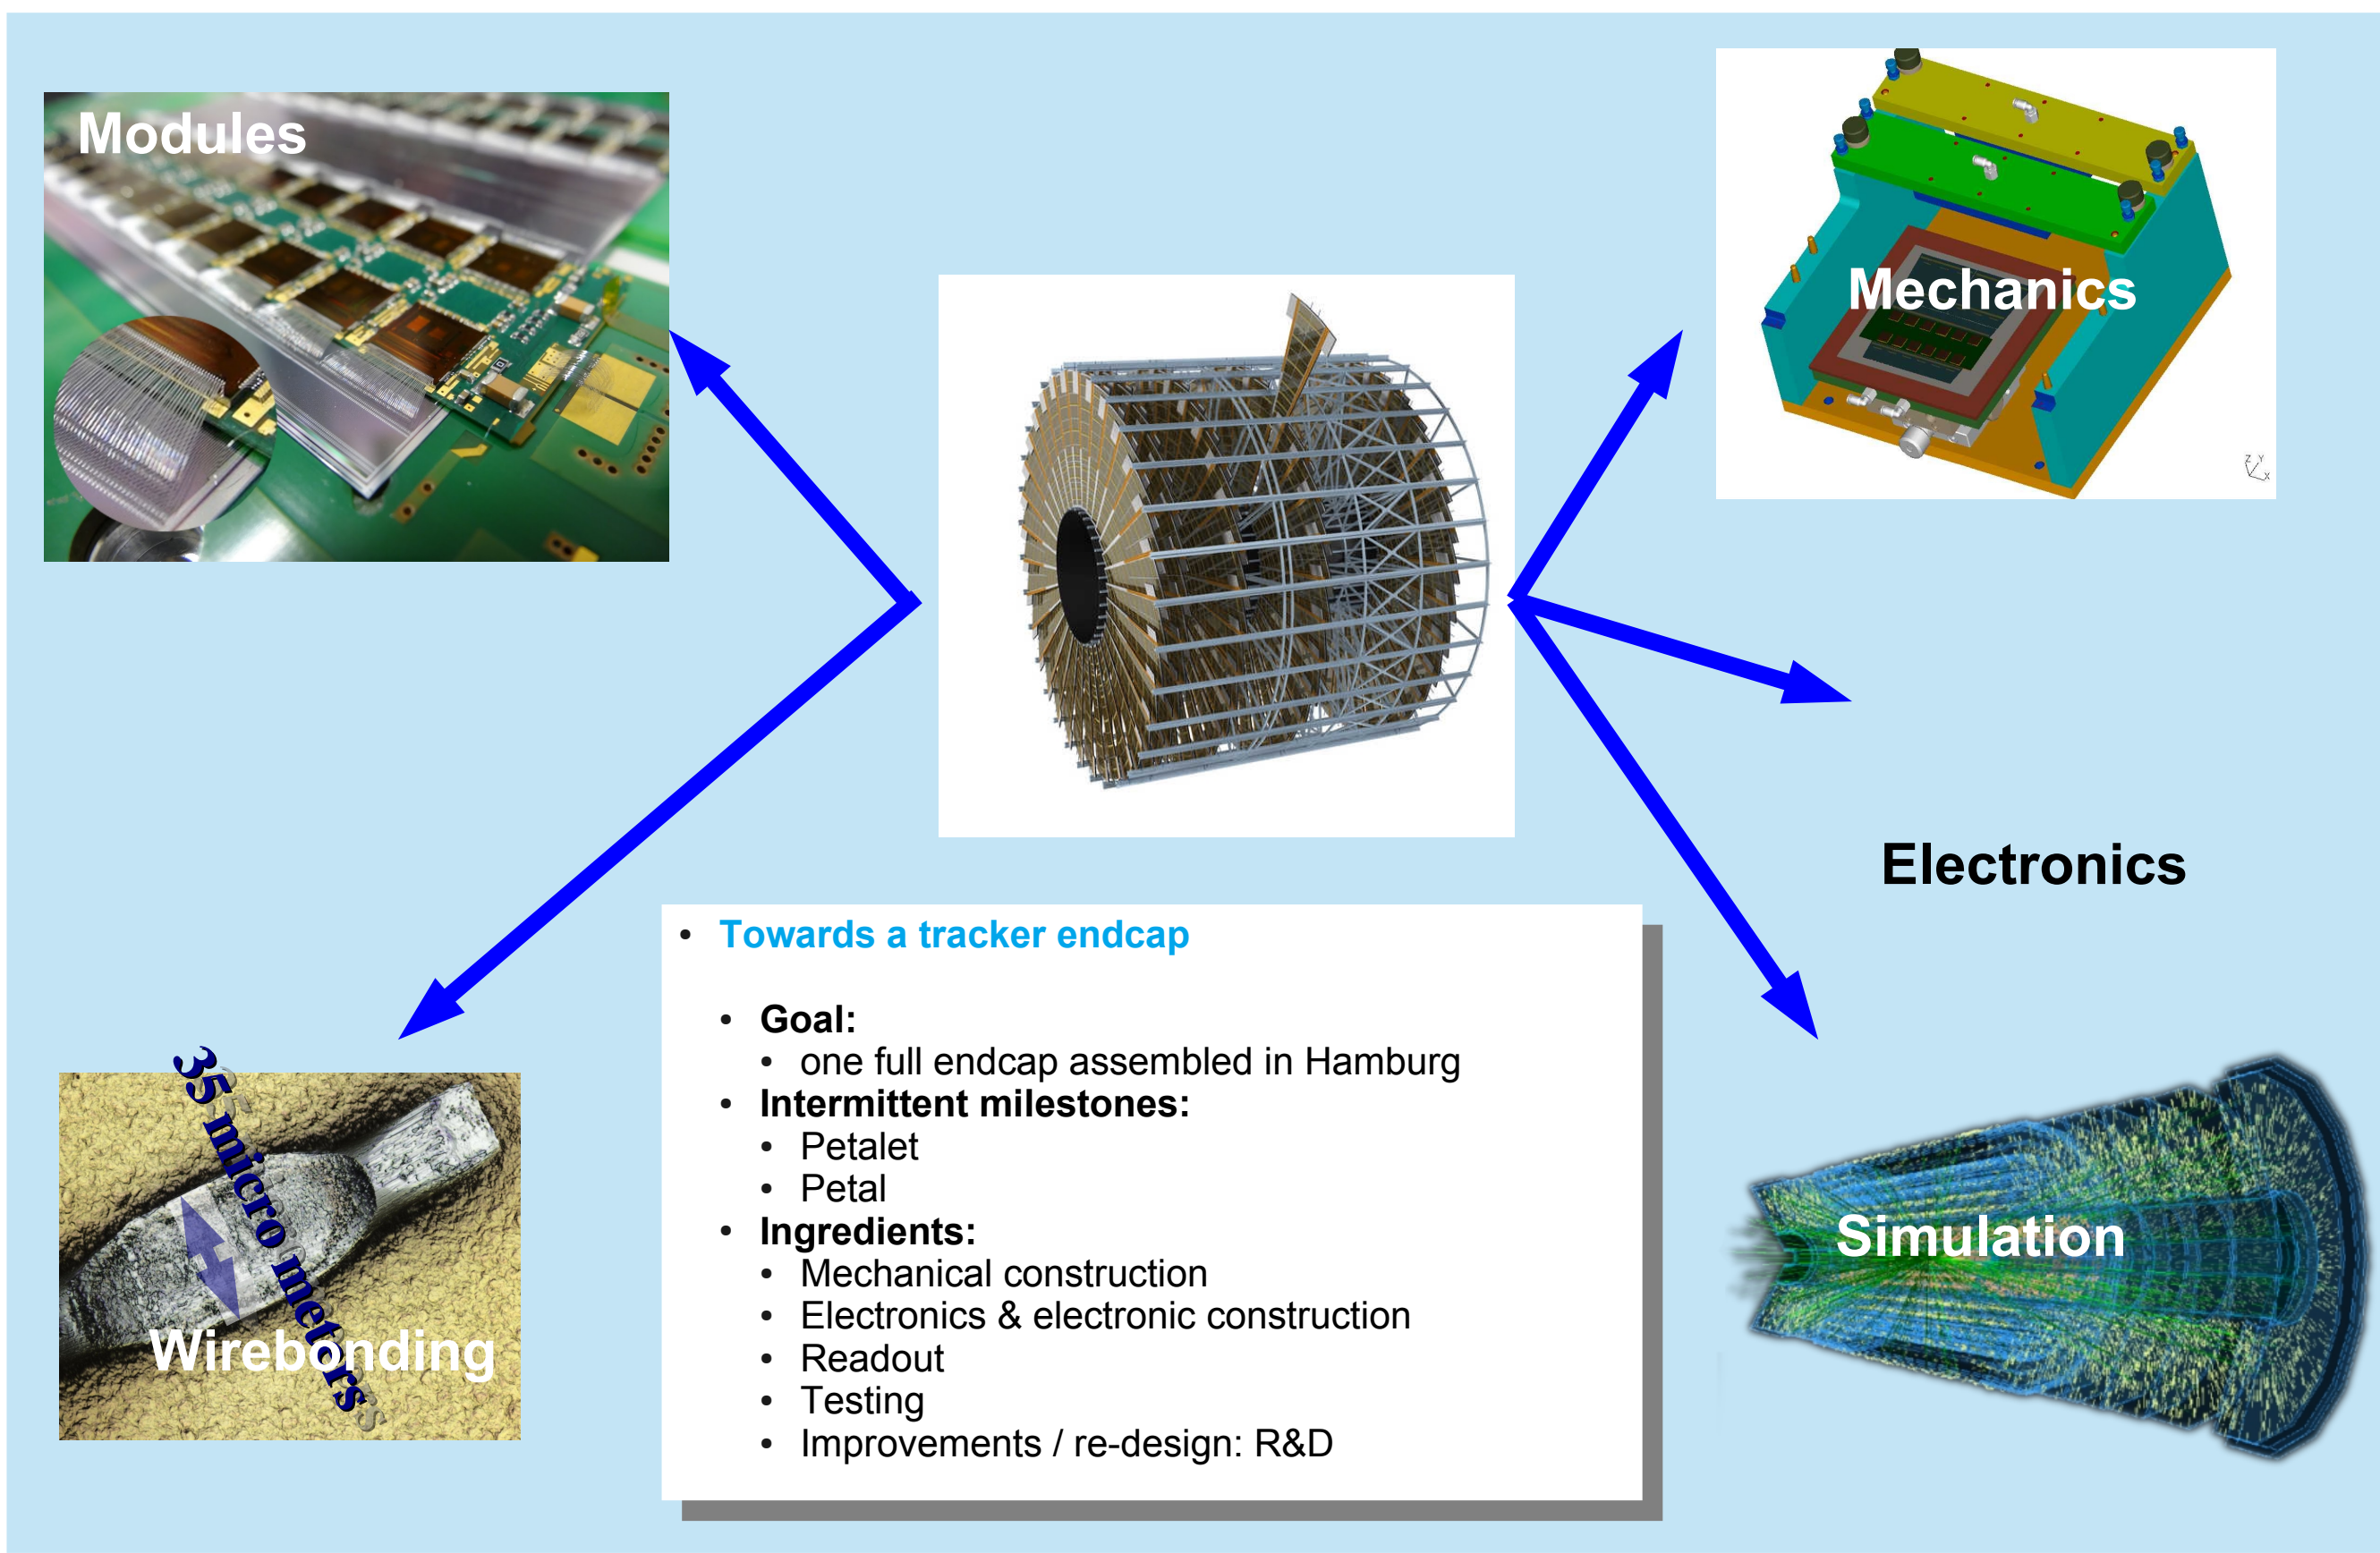 Modules
Mechanics
Electronics
• Towards a tracker endcap
• Goal:
• one full endcap assembled in Hamburg
• Intermittent milestones:
• Petalet
• Petal
• Ingredients:
• Mechanical construction
• Electronics & electronic construction
• Readout
• Testing
• Improvements / re-design: R&D
35 micro meters
Wirebonding
Simulation
Z Y
X